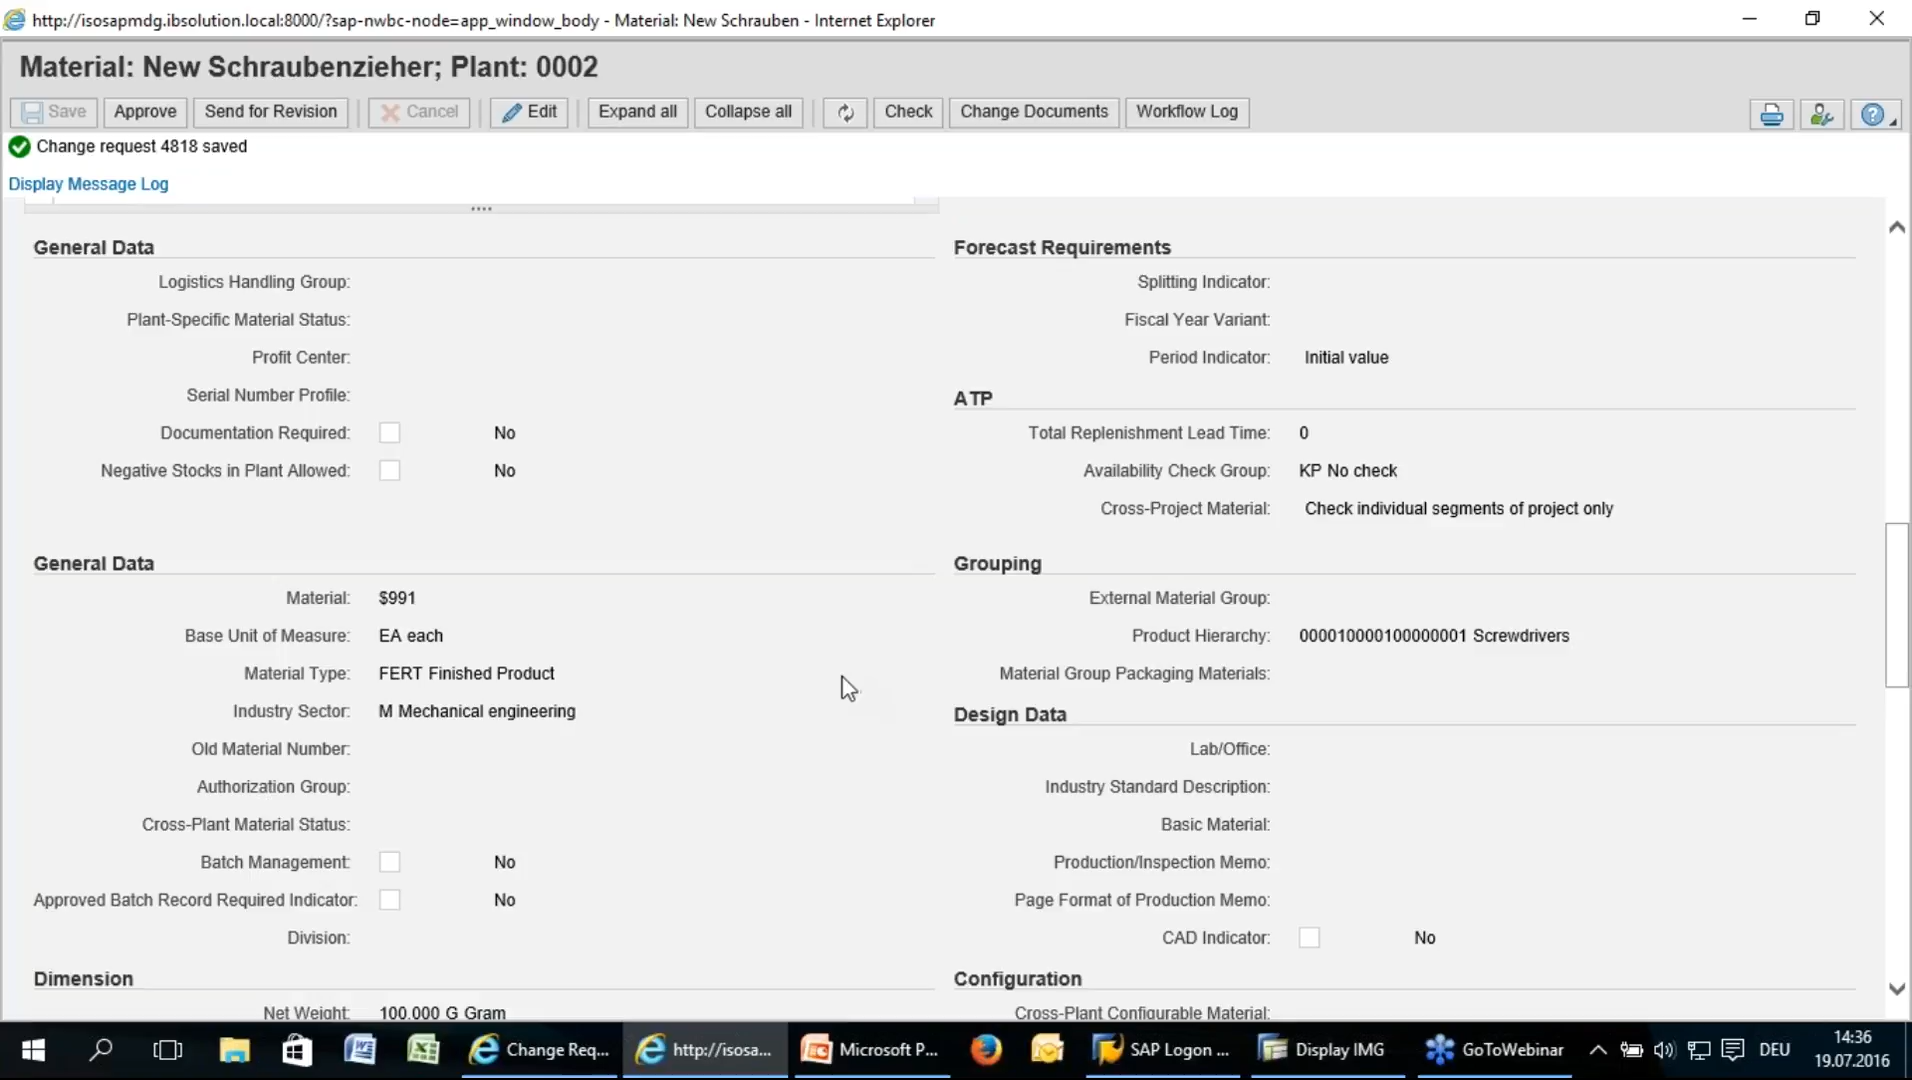 http://isosapmdg.ibsolution.local:8000/?sap-nwbc-node=app_window_body - Material: New Schrauben - Internet Explorer
Material: New Schraubenzieher; Plant: 0002
Save Approve Send for Revision Cancel Edit Expand all Collapse all Check Change Documents Workflow Log
Change request 4818 saved
Display Message Log
General Data
Logistics Handling Group:
Plant-Specific Material Status:
Profit Center:
Serial Number Profile:
Documentation Required: No
Negative Stocks in Plant Allowed: No
Forecast Requirements
Splitting Indicator:
Fiscal Year Variant:
Period Indicator: Initial value
ATP
Total Replenishment Lead Time: 0
Availability Check Group: KP No check
Cross-Project Material: Check individual segments of project only
General Data
Material: $991
Base Unit of Measure: EA each
Material Type: FERT Finished Product
Industry Sector: M Mechanical engineering
Old Material Number:
Authorization Group:
Cross-Plant Material Status:
Batch Management: No
Approved Batch Record Required Indicator: No
Division:
Grouping
External Material Group:
Product Hierarchy: 000010000100000001 Screwdrivers
Material Group Packaging Materials:
Design Data
Lab/Office:
Industry Standard Description:
Basic Material:
Production/Inspection Memo:
Page Format of Production Memo:
CAD Indicator: No
Dimension
Net Weight: 100.000 G Gram
Configuration
Cross-Plant Configurable Material:
Change Req... http://isosa... Microsoft P... SAP Logon ... Display IMG GoToWebinar DEU
14:36
19.07.2016